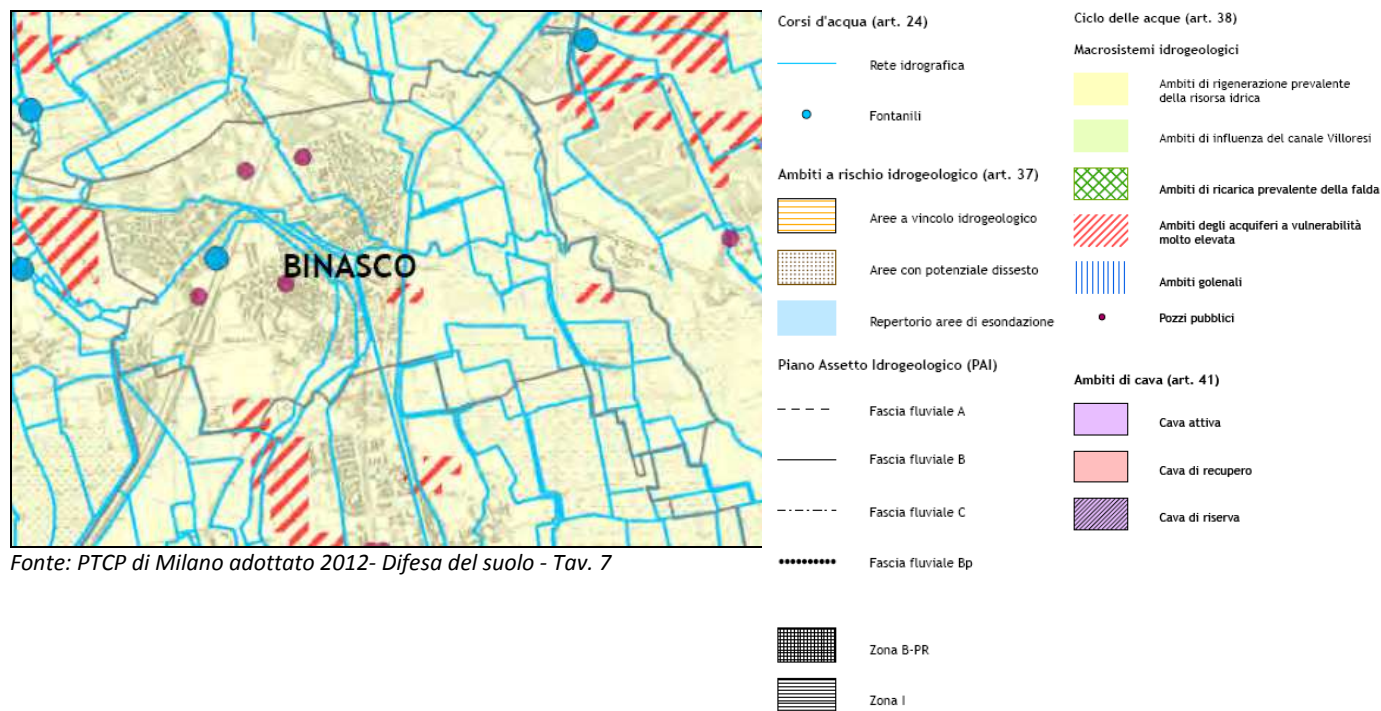 BINASCO
Fonte: PTCP di Milano adottato 2012- Difesa del suolo - Tav. 7
Corsi d'acqua (art. 24)
Rete idrografica
Fontanili
Ambiti a rischio idrogeologico (art. 37)
Aree a vincolo idrogeologico
Aree con potenziale dissesto
Repertorio aree di esondazione
Piano Assetto Idrogeologico (PAI)
Fascia fluviale A
Fascia fluviale B
Fascia fluviale C
Fascia fluviale Bp
Zona B-PR
Zona I
Ciclo delle acque (art. 38)
Macrosistemi idrogeologici
Ambiti di rigenerazione prevalente
della risorsa idrica
Ambiti di influenza del canale Villoresi
Ambiti di ricarica prevalente della falda
Ambiti degli acquiferi a vulnerabilità
molto elevata
Ambiti golenali
Pozzi pubblici
Ambiti di cava (art. 41)
Cava attiva
Cava di recupero
Cava di riserva